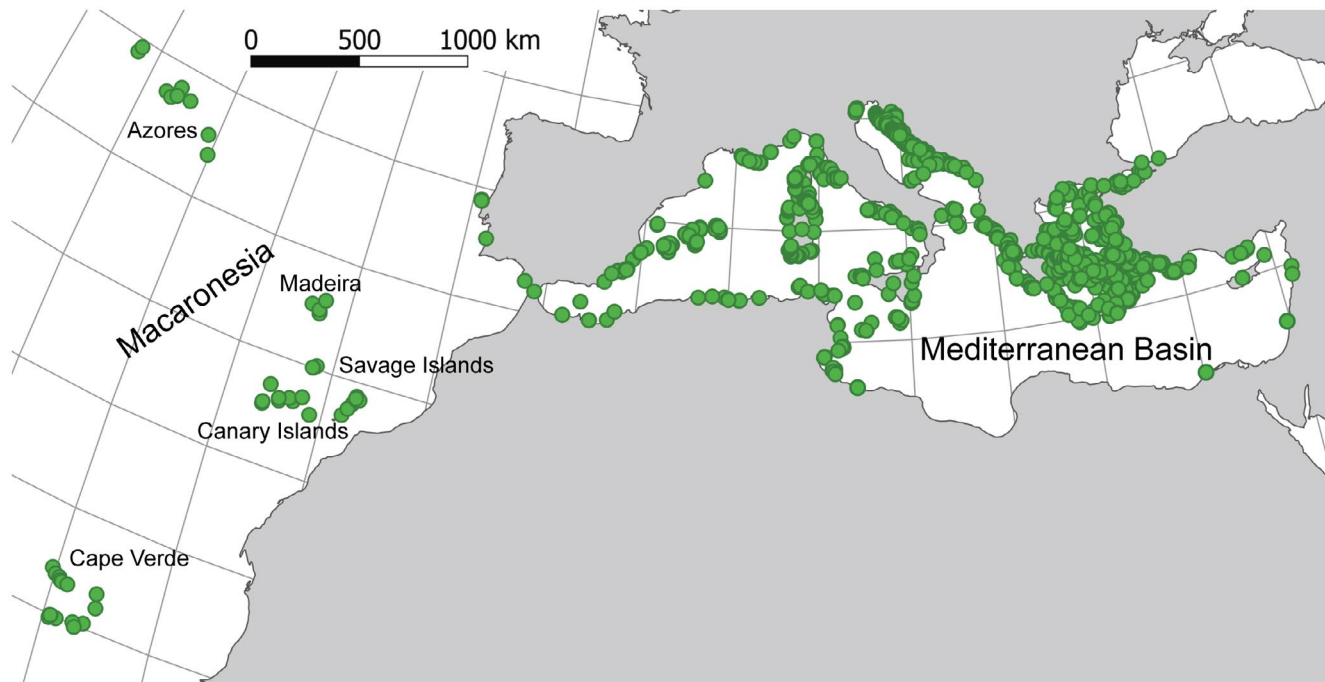 0 500 1000 km
Azores
Macaronesia
Madeira
Savage Islands
Canary Islands
Mediterranean Basin
Cape Verde